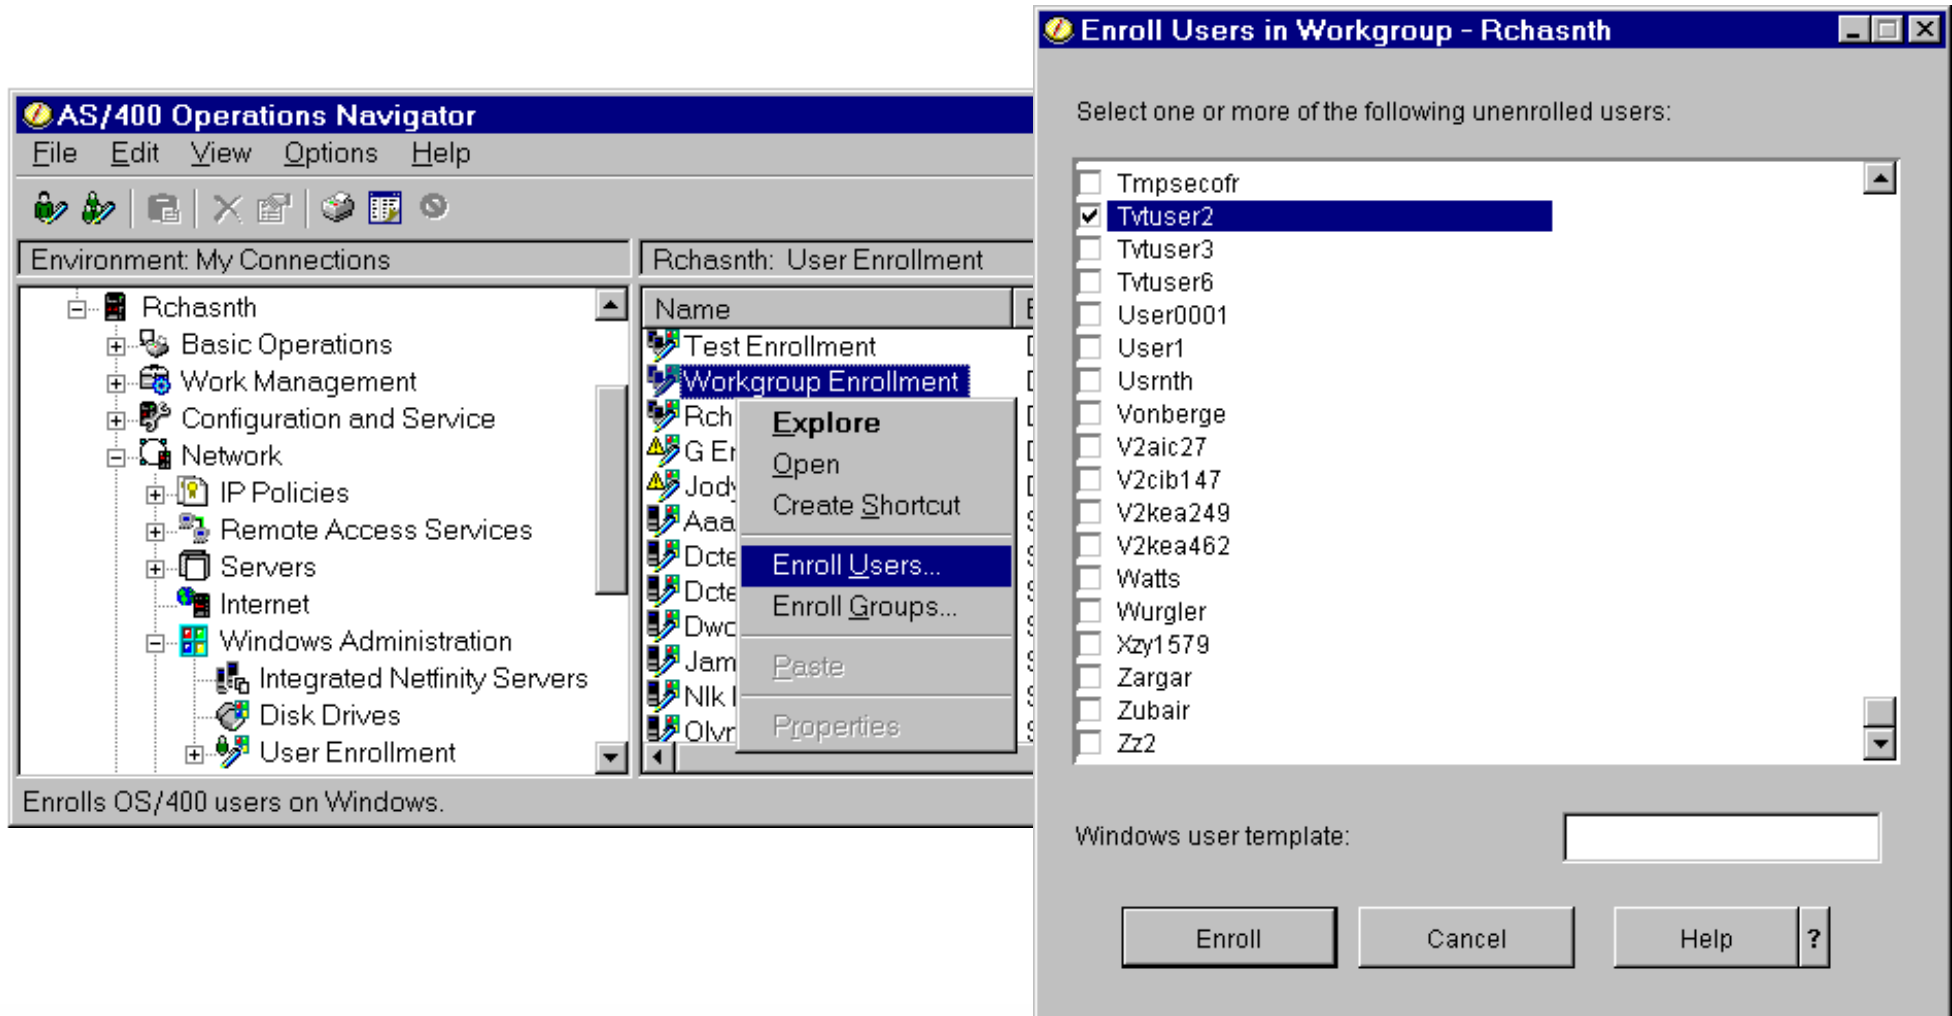 AS/400 Operations Navigator
File Edit View Options Help
Environment: My Connections
Rchasnth
Basic Operations
Work Management
Configuration and Service
Network
IP Policies
Remote Access Services
Servers
Internet
Windows Administration
Integrated Netfinity Servers
Disk Drives
User Enrollment
Rchasnth: User Enrollment
Name
Test Enrollment
Workgroup Enrollment
Rch
G Er
Jody
Aaa
Dcte
Dcte
Dwc
Jam
Nlk
Explore
Open
Create Shortcut
Enroll Users...
Enroll Groups...
Paste
Properties
Enrolls OS/400 users on Windows.
Enroll Users in Workgroup - Rchasnth
Select one or more of the following unenrolled users:
Tmpsecofr
Tvtuser2
Tvtuser3
Tvtuser6
User0001
User1
Usrnth
Vonberge
V2aic27
V2cib147
V2kea249
V2kea462
Watts
Wurgler
Xzy1579
Zargar
Zubair
Zz2
Windows user template:
Enroll Cancel Help ?